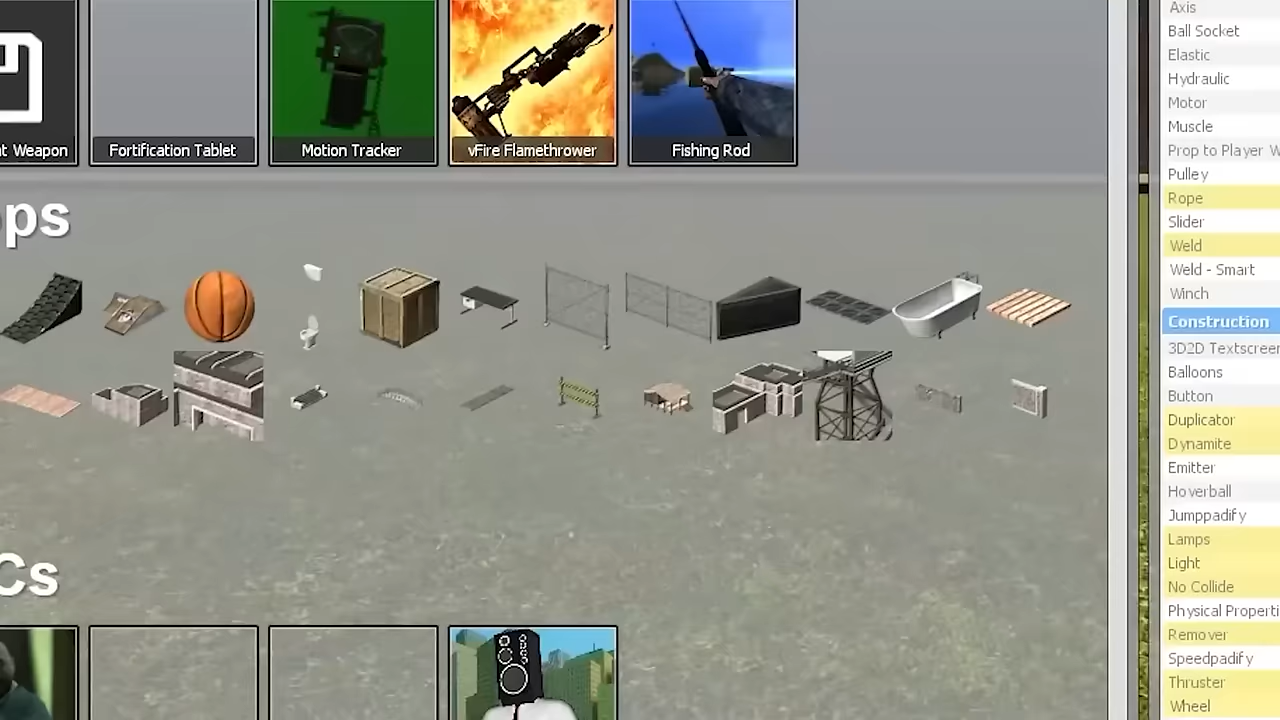 t Weapon
Fortification Tablet
Motion Tracker
vFire Flamethrower
Fishing Rod
ps
Cs
Axis
Ball Socket
Elastic
Hydraulic
Motor
Muscle
Prop to Player W
Pulley
Rope
Slider
Weld
Weld - Smart
Winch
Construction
3D2D Textscreen
Balloons
Button
Duplicator
Dynamite
Emitter
Hoverball
Jumppadify
Lamps
Light
No Collide
Physical Properti
Remover
Speedpadify
Thruster
Wheel